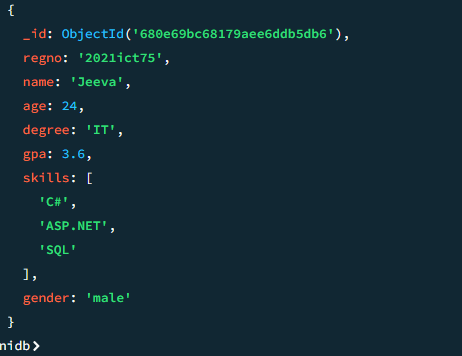 {
_id: ObjectId('680e69bc68179aee6ddb5db6'),
regno: '2021ict75',
name: 'Jeeva',
age: 24,
degree: 'IT',
gpa: 3.6,
skills: [
'C#',
'ASP.NET',
'SQL'
],
gender: 'male'
}
nidb>